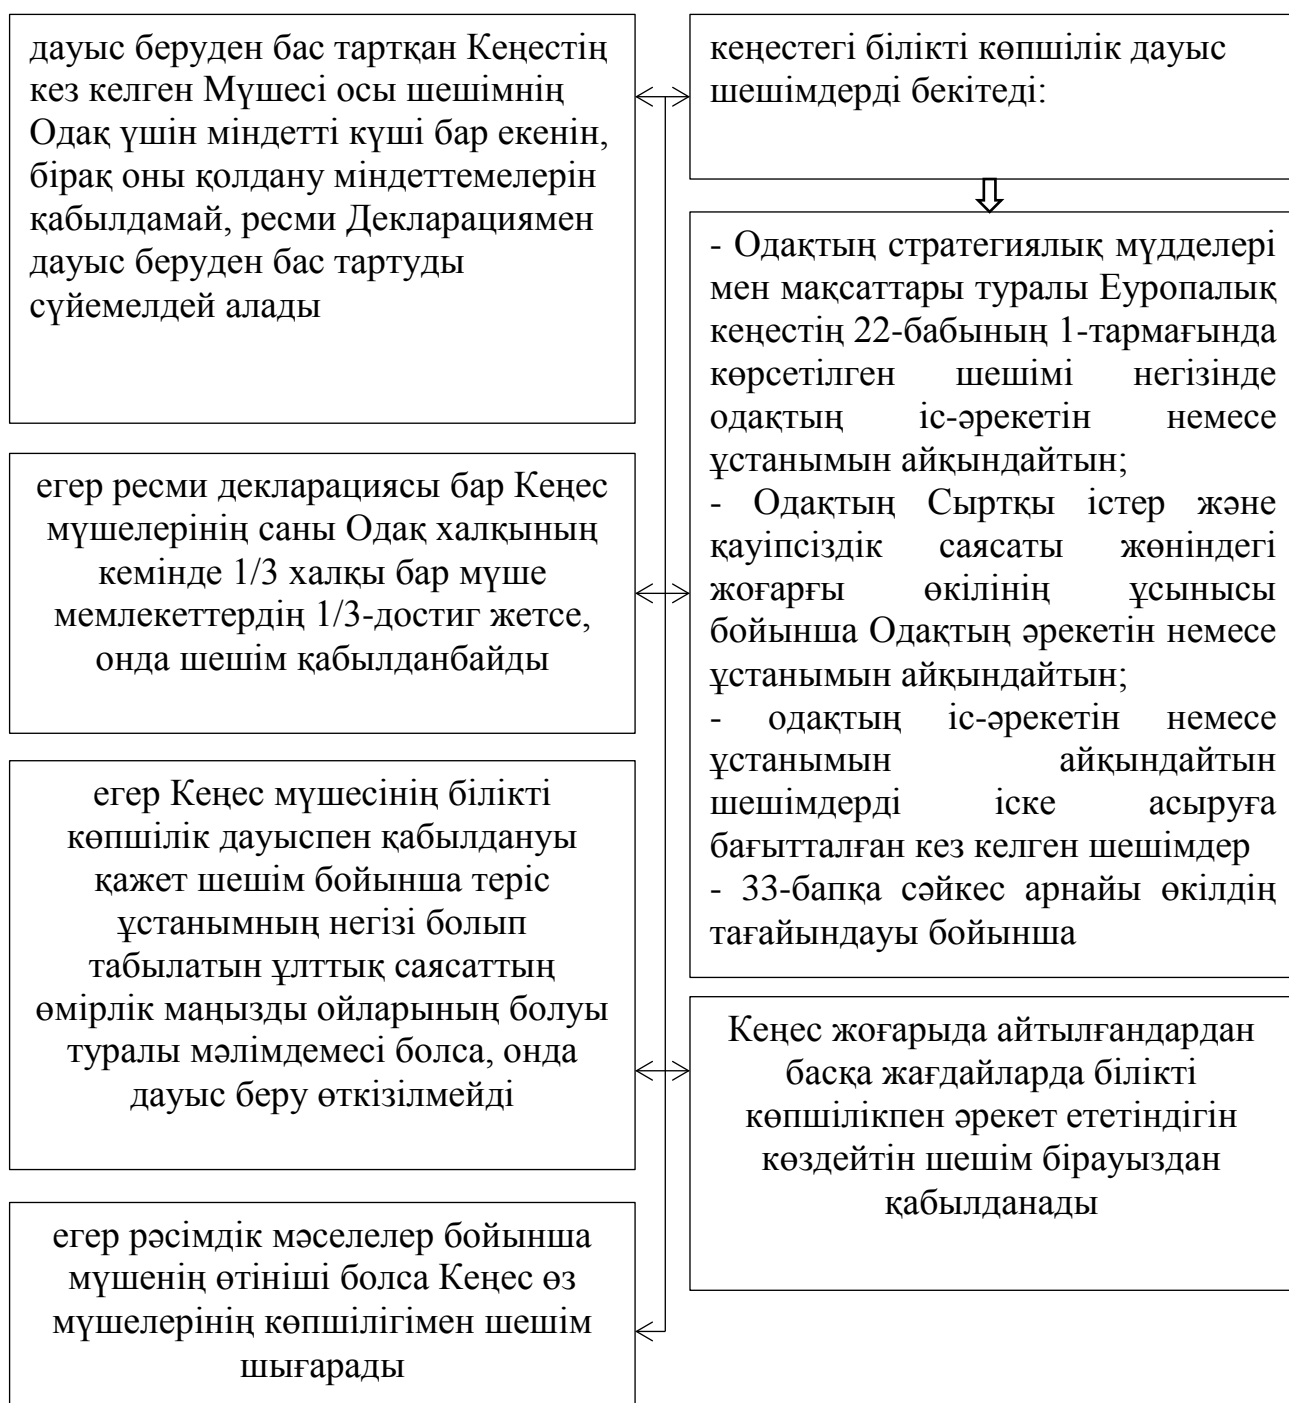 дауыс беруден бас тартқан Кеңестің
кез келген Мүшесі осы шешімнің
Одақ үшін міндетті күші бар екенін,
бірақ оны қолдану міндеттемелерін
қабылдамай, ресми Декларациямен
дауыс беруден бас тартуды
сүйемелдей алады
егер ресми декларациясы бар Кеңес
мүшелерінің саны Одақ халқының
кемінде 1/3 халқы бар мүше
мемлекеттердің 1/3-достиг жетсе,
онда шешім қабылданбайды
егер Кеңес мүшесінің білікті
көпшілік дауыспен қабылдануы
қажет шешім бойынша теріс
ұстанымның негізі болып
табылатын ұлттық саясаттың
өмірлік маңызды ойларының болуы
туралы мәлімдемесі болса, онда
дауыс беру өткізілмейді
егер рәсімдік мәселелер бойынша
мүшенің өтініші болса Кеңес өз
мүшелерінің көпшілігімен шешім
шығарады
кеңестегі білікті көпшілік дауыс
шешімдерді бекітеді:
- Одақтың стратегиялық мүдделері
мен мақсаттары туралы Еуропалық
кеңестің 22-бабының 1-тармағында
көрсетілген шешімі негізінде
одақтың іс-әрекетін немесе
ұстанымын айқындайтын;
- Одақтың Сыртқы істер және
қауіпсіздік саясаты жөніндегі
жоғарғы өкілінің ұсынысы
бойынша Одақтың әрекетін немесе
ұстанымын айқындайтын;
- одақтың іс-әрекетін немесе
ұстанымын айқындайтын
шешімдерді іске асыруға
бағытталған кез келген шешімдер
- 33-бапқа сәйкес арнайы өкілдің
тағайындауы бойынша
Кеңес жоғарыда айтылғандардан
басқа жағдайларда білікті
көпшілікпен әрекет ететіндігін
көздейтін шешім бірауыздан
қабылданады